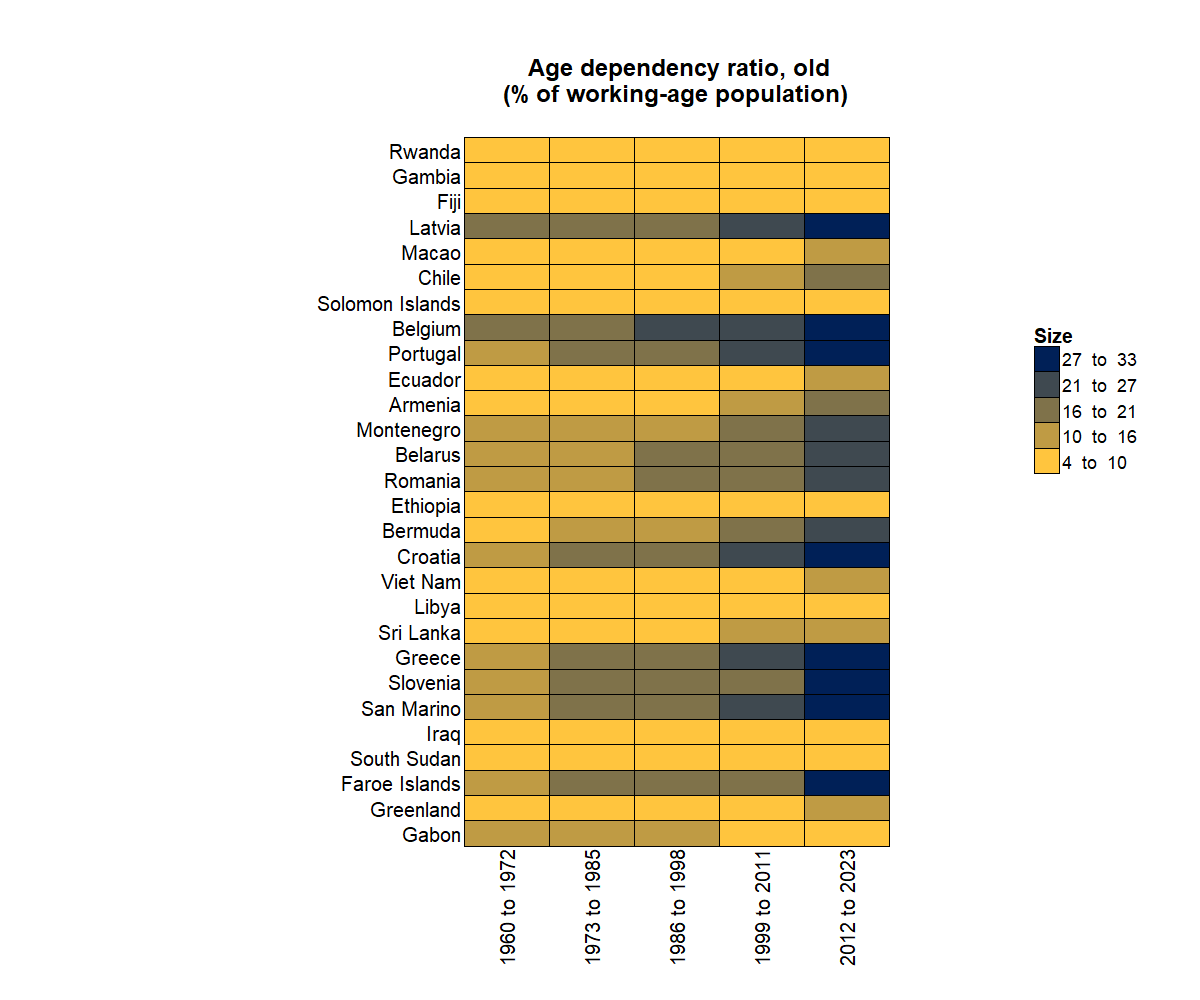 Age dependency ratio, old
(% of working-age population)
Rwanda
Gambia
Fiji
Latvia
Macao
Chile
Solomon Islands
Belgium
Portugal
Ecuador
Armenia
Montenegro
Belarus
Romania
Ethiopia
Bermuda
Croatia
Viet Nam
Libya
Sri Lanka
Greece
Slovenia
San Marino
Iraq
South Sudan
Faroe Islands
Greenland
Gabon
1960 to 1972
1973 to 1985
1986 to 1998
1999 to 2011
2012 to 2023
Size
27 to 33
21 to 27
16 to 21
10 to 16
4 to 10